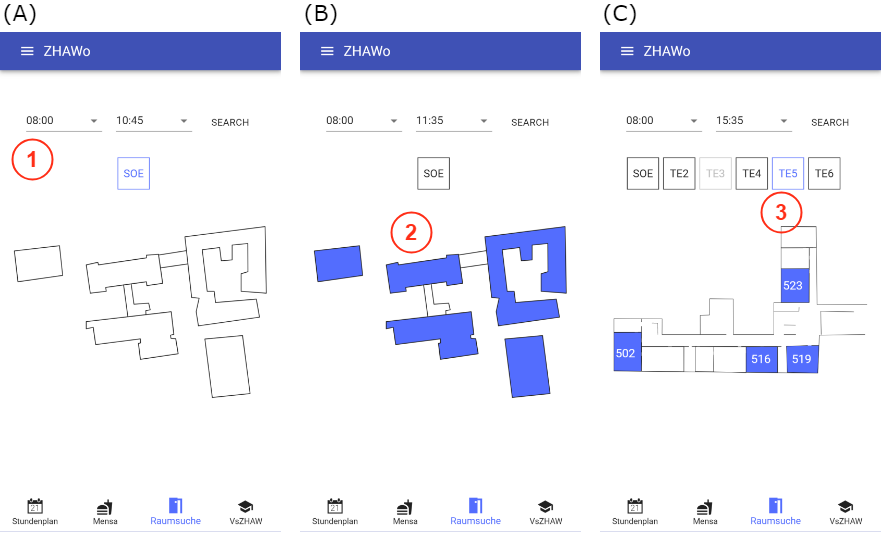 (A)
ZHAWo
08:00 10:45 SEARCH
1
SOE
21
Stundenplan Mensa Raumsuche VsZHAW
(B)
ZHAWo
08:00 11:35 SEARCH
SOE
2
21
Stundenplan Mensa Raumsuche VsZHAW
(C)
ZHAWo
08:00 15:35 SEARCH
SOE TE2 TE3 TE4 TE5 TE6
3
523
502 516 519
21
Stundenplan Mensa Raumsuche VsZHAW